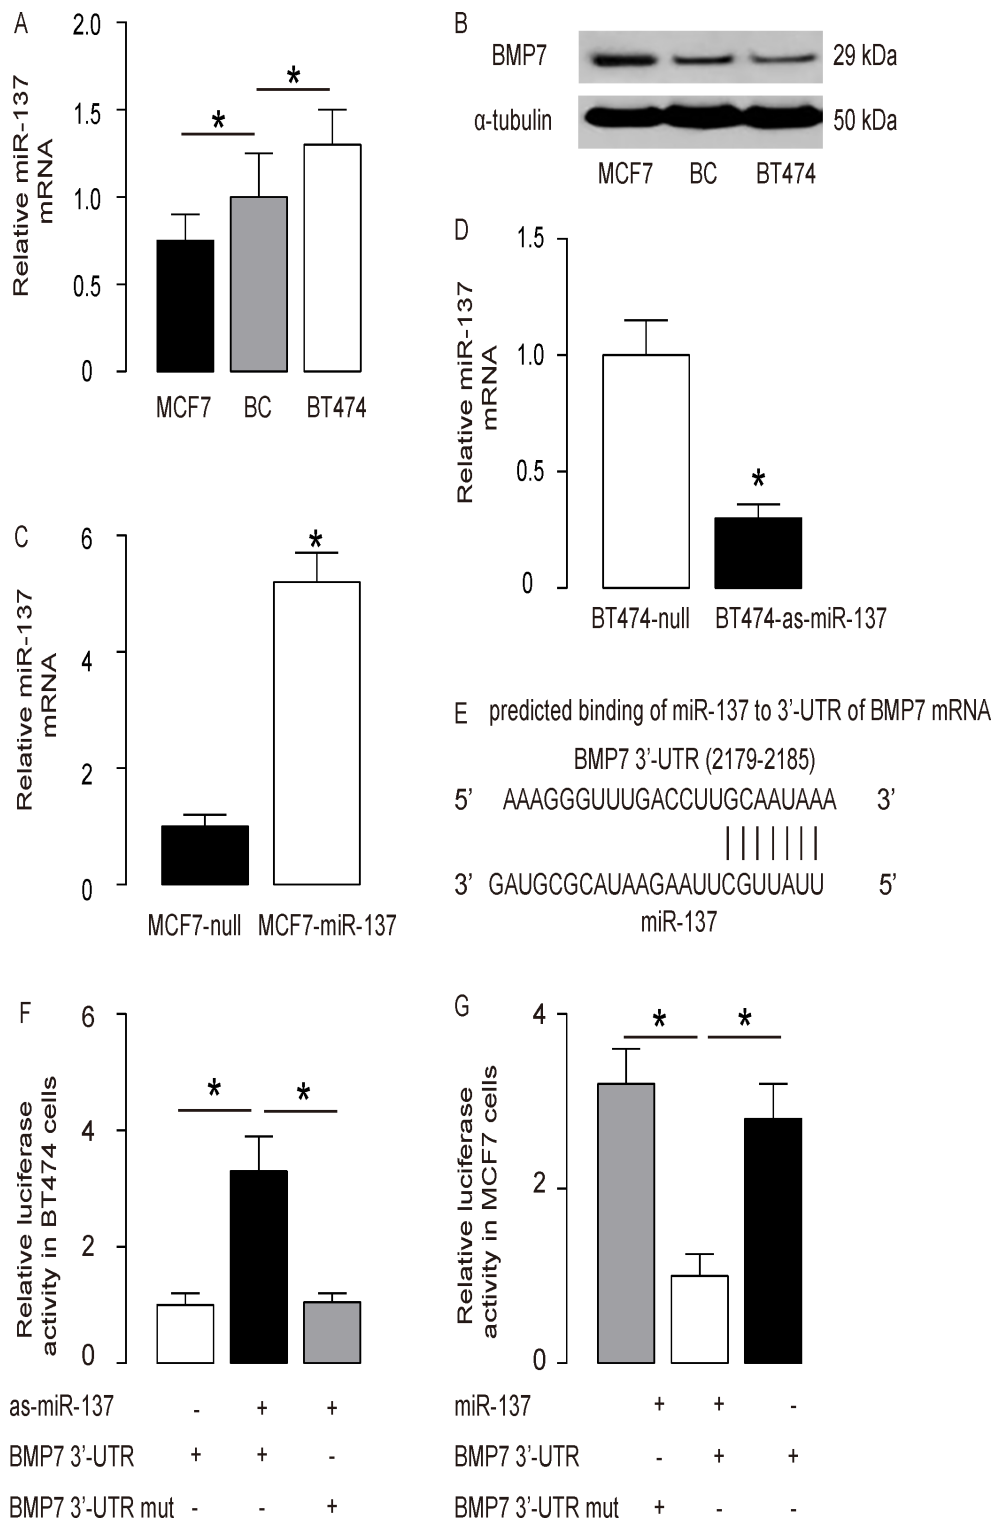 A
2.0
1.5
1.0
0.5
0
Relative miR-137
mRNA
*
*
MCF7 BC BT474
B
BMP7 29 kDa
α-tubulin 50 kDa
MCF7 BC BT474
C
6
4
2
0
Relative miR-137
mRNA
*
MCF7-null MCF7-miR-137
D
1.5
1.0
0.5
0
Relative miR-137
mRNA
*
BT474-null BT474-as-miR-137
E predicted binding of miR-137 to 3’-UTR of BMP7 mRNA
BMP7 3’-UTR (2179-2185)
5’ AAAGGGUUUGACCUUGCAAUAAA 3’
3’ GAUGCGCAUAAGAAUUCGUUAUU 5’
miR-137
F
6
4
2
0
Relative luciferase
activity in BT474 cells
* *
as-miR-137 - + +
BMP7 3’-UTR + + -
BMP7 3’-UTR mut - - +
G
4
2
0
Relative luciferase
activity in MCF7 cells
* *
miR-137 + + -
BMP7 3’-UTR - + +
BMP7 3’-UTR mut + - -